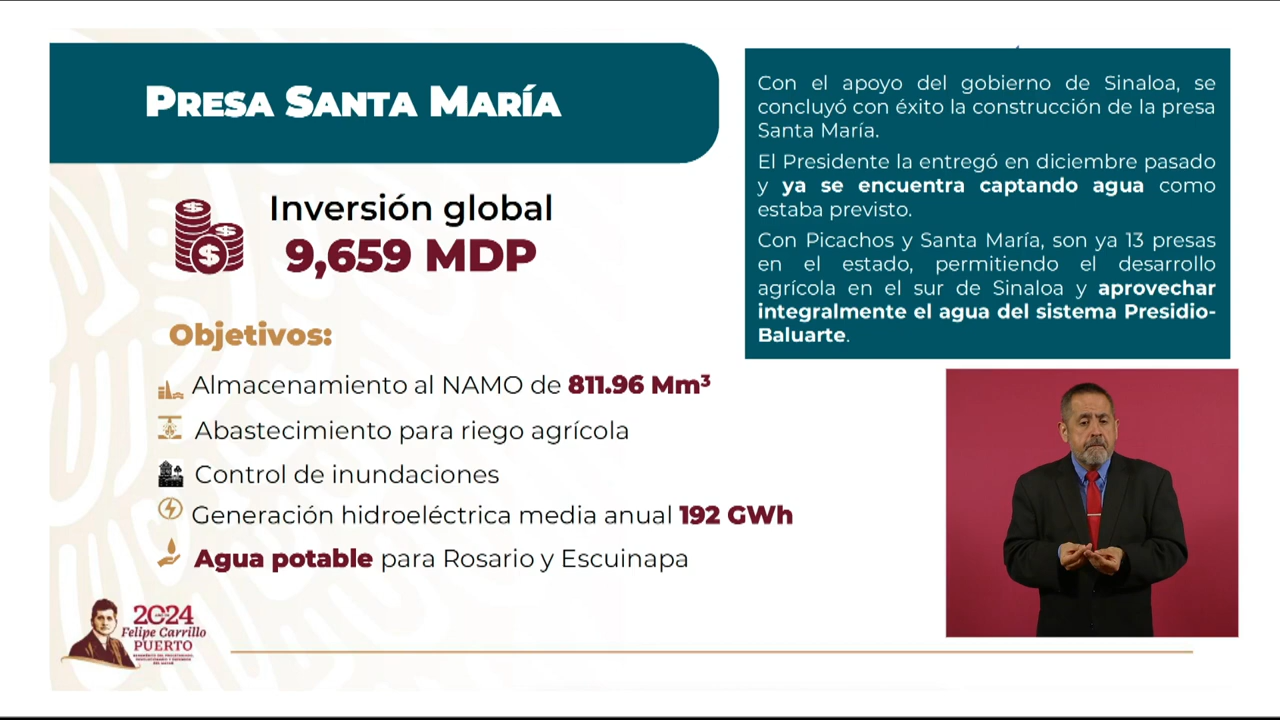 PRESA SANTA MARÍA
Inversión global
9,659 MDP
Objetivos:
Almacenamiento al NAMO de 811.96 Mm³
Abastecimiento para riego agrícola
Control de inundaciones
Generación hidroeléctrica media anual 192 GWh
Agua potable para Rosario y Escuinapa
Con el apoyo del gobierno de Sinaloa, se
concluyó con éxito la construcción de la presa
Santa María.
El Presidente la entregó en diciembre pasado
y ya se encuentra captando agua como
estaba previsto.
Con Picachos y Santa María, son ya 13 presas
en el estado, permitiendo el desarrollo
agrícola en el sur de Sinaloa y aprovechar
integralmente el agua del sistema Presidio-
Baluarte.
2024
Felipe Carrillo
PUERTO